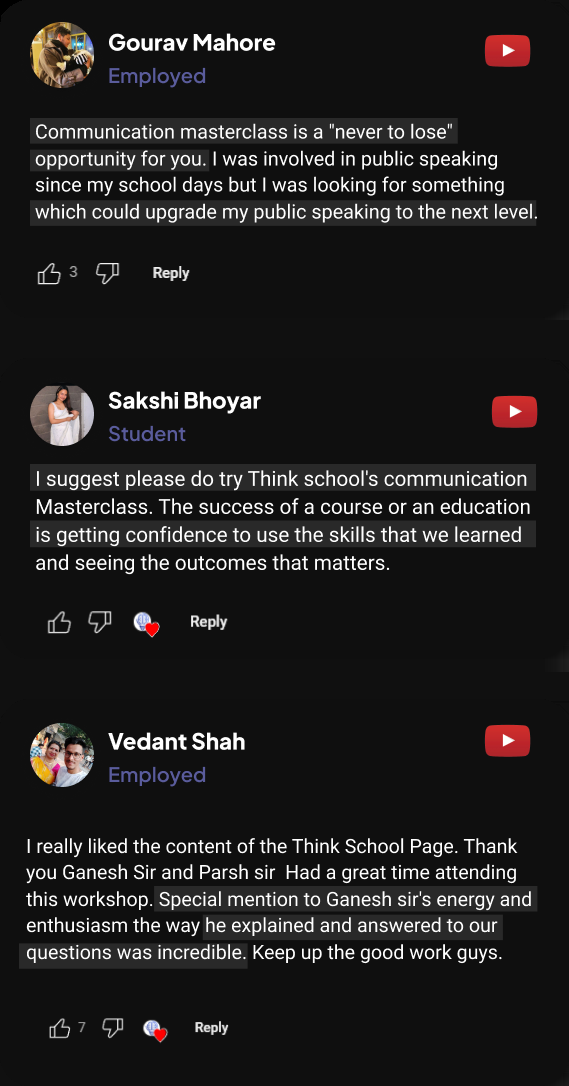 Gourav Mahore
Employed
Communication masterclass is a "never to lose"
opportunity for you. I was involved in public speaking
since my school days but I was looking for something
which could upgrade my public speaking to the next level.
3
Reply
Sakshi Bhoyar
Student
I suggest please do try Think school's communication
Masterclass. The success of a course or an education
is getting confidence to use the skills that we learned
and seeing the outcomes that matters.
Reply
Vedant Shah
Employed
I really liked the content of the Think School Page. Thank
you Ganesh Sir and Parsh sir  Had a great time attending
this workshop. Special mention to Ganesh sir's energy and
enthusiasm the way he explained and answered to our
questions was incredible. Keep up the good work guys.
7
Reply